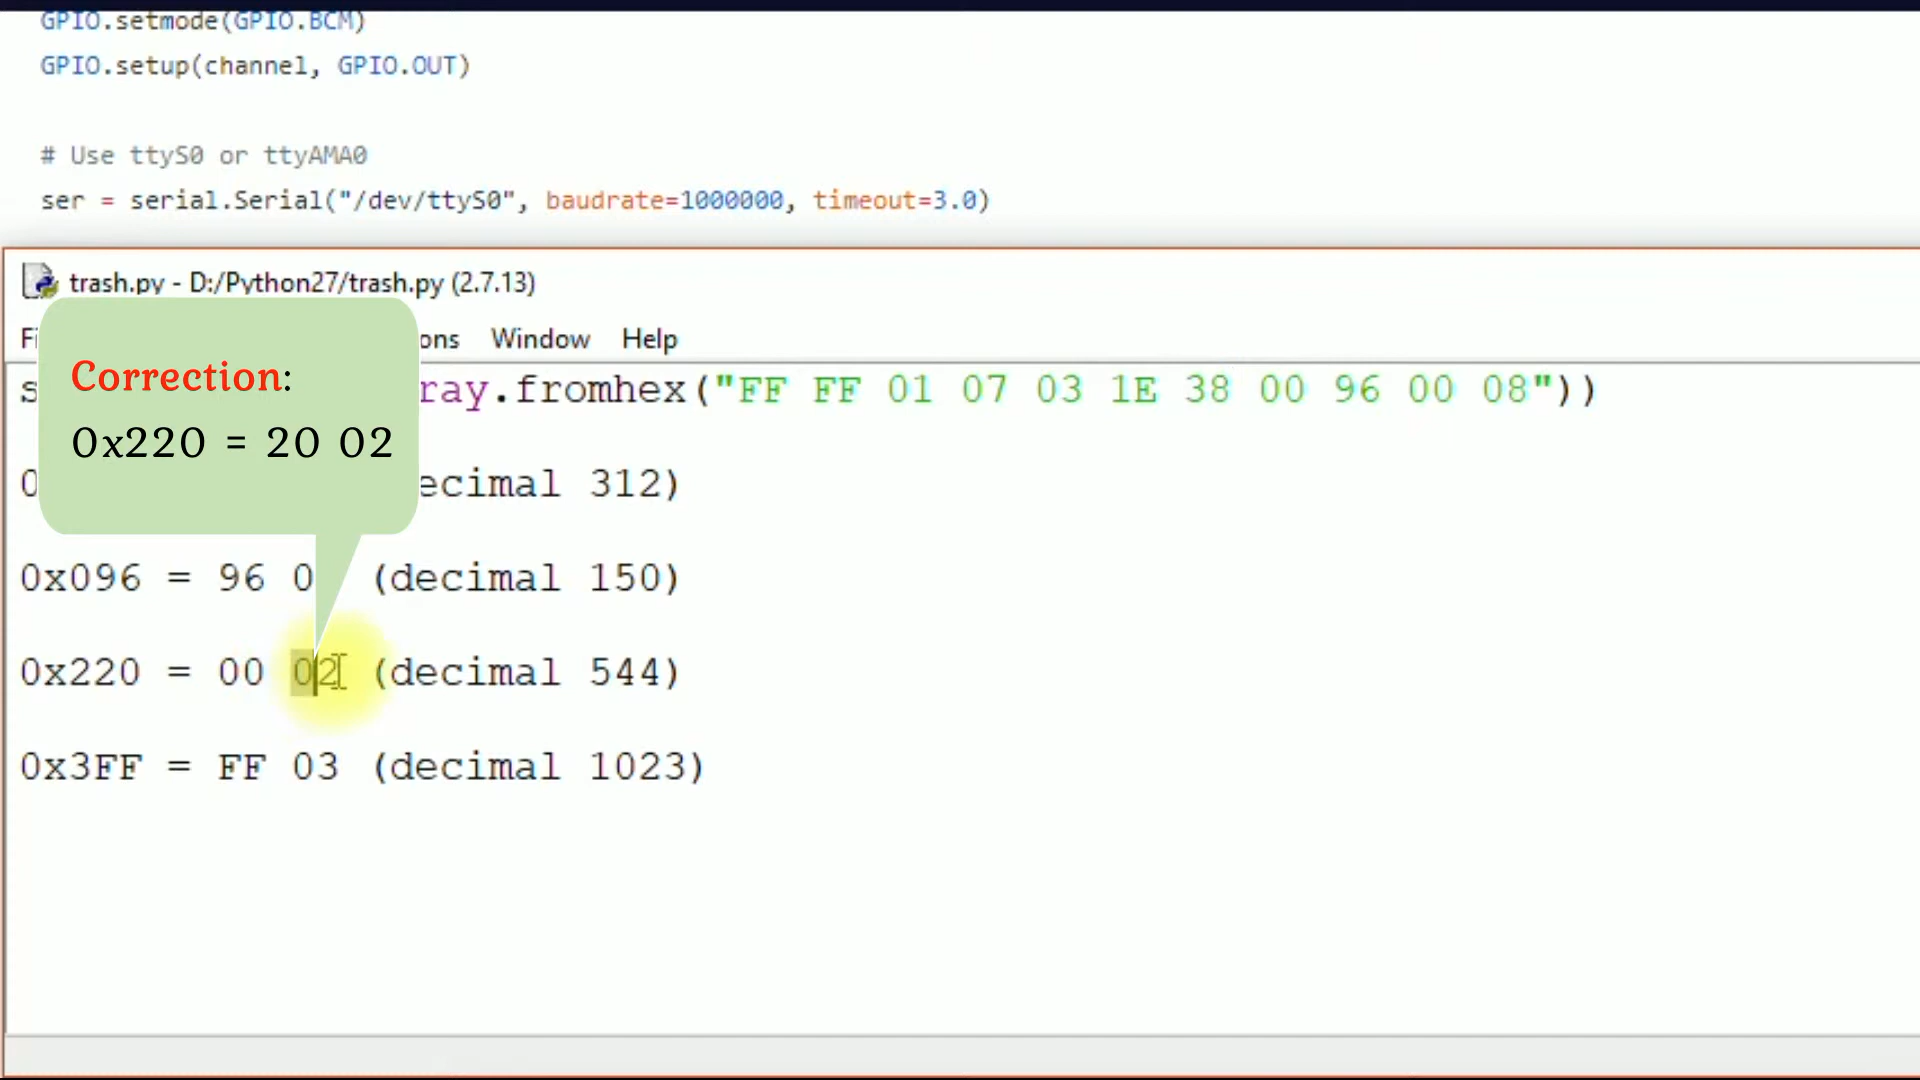 GPIO.setmode(GPIO.BCM)
GPIO.setup(channel, GPIO.OUT)
# Use ttyS0 or ttyAMA0
ser = serial.Serial("/dev/ttyS0", baudrate=1000000, timeout=3.0)
trash.py - D:/Python27/trash.py (2.7.13)
Window Help
Correction:
0x220 = 20 02
ray.fromhex("FF FF 01 07 03 1E 38 00 96 00 08"))
ecimal 312)
0x096 = 96 0 (decimal 150)
0x220 = 00 02 (decimal 544)
0x3FF = FF 03 (decimal 1023)